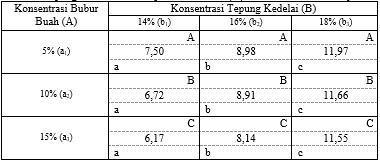 Konsentrasi Bubur Buah (A) Konsentrasi Tepung Kedelai (B)
14% (b₁) 16% (b₂) 18% (b₃)
5% (a₁) A A A
7,50 8,98 11,97
a b c
10% (a₂) B B B
6,72 8,91 11,66
a b c
15% (a₃) C C C
6,17 8,14 11,55
a b c